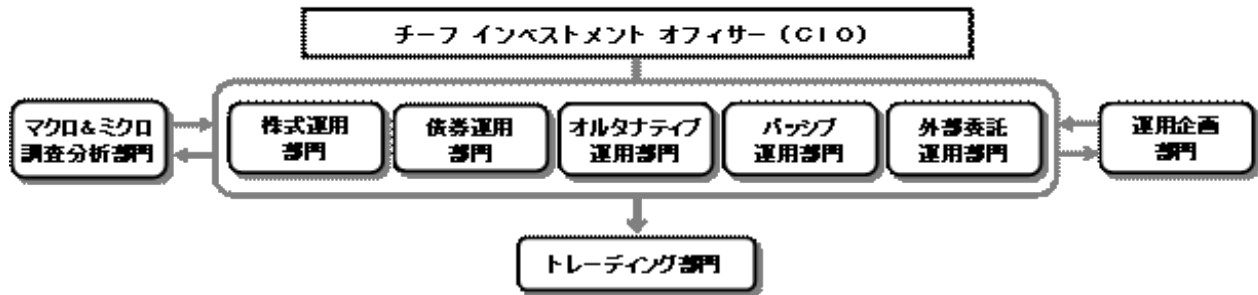 チーフ インベストメント オフィサー (CIO)
マクロ&ミクロ
調査分析部門
株式運用
部門
債券運用
部門
オルタナティブ
運用部門
パッシブ
運用部門
外部委託
運用部門
運用企画
部門
トレーディング部門